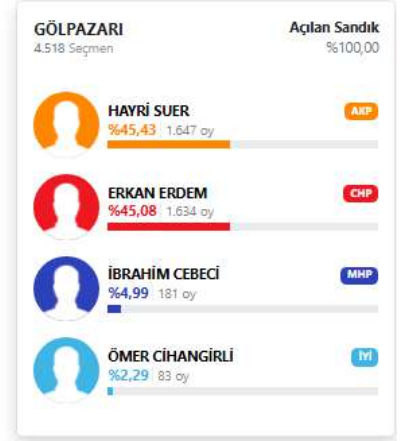 GÖLPAZARI Açılan Sandık
4.518 Seçmen %100,00
HAYRİ SUER AKP
%45,43 1.647 oy
ERKAN ERDEM CHP
%45,08 1.634 oy
İBRAHİM CEBECİ MHP
%4,99 181 oy
ÖMER CİHANGİRLİ İYİ
%2,29 83 oy